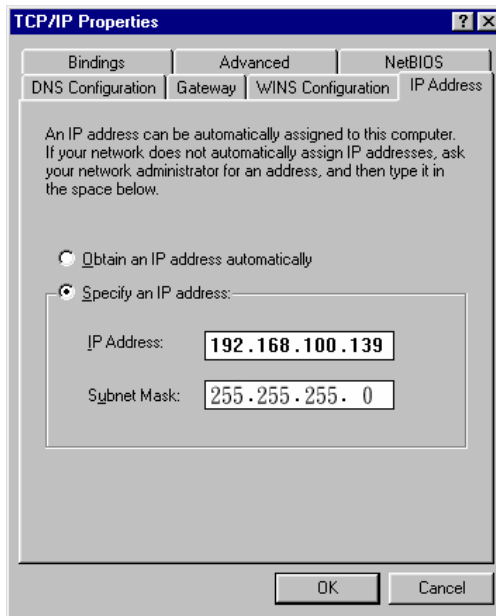 TCP/IP Properties
? X
Bindings Advanced NetBIOS
DNS Configuration Gateway WINS Configuration IP Address
An IP address can be automatically assigned to this computer.
If your network does not automatically assign IP addresses, ask
your network administrator for an address, and then type it in
the space below.
Obtain an IP address automatically
Specify an IP address:
IP Address: 192.168.100.139
Subnet Mask: 255.255.255. 0
OK Cancel